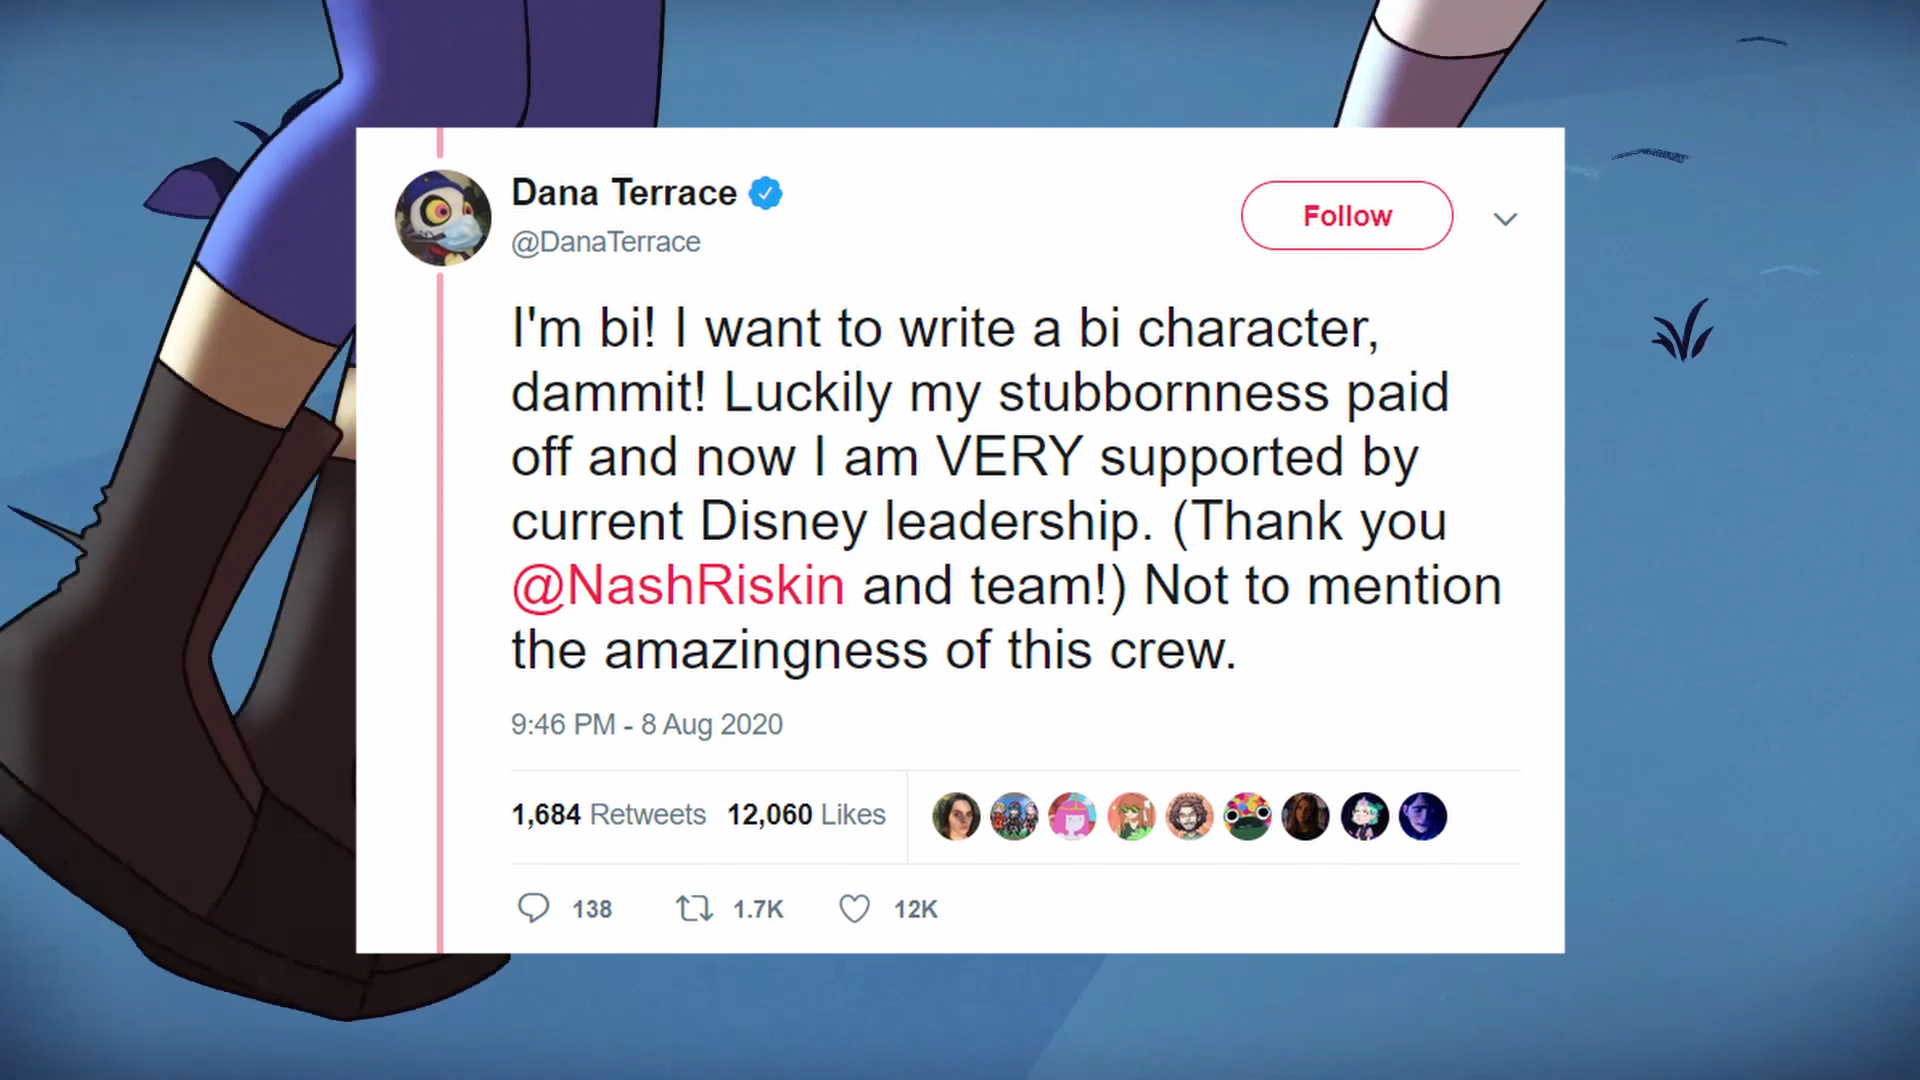 Dana Terrace
@DanaTerrace
Follow
I'm bi! I want to write a bi character,
dammit! Luckily my stubbornness paid
off and now I am VERY supported by
current Disney leadership. (Thank you
@NashRiskin and team!) Not to mention
the amazingness of this crew.
9:46 PM - 8 Aug 2020
1,684 Retweets 12,060 Likes
138 1.7K 12K